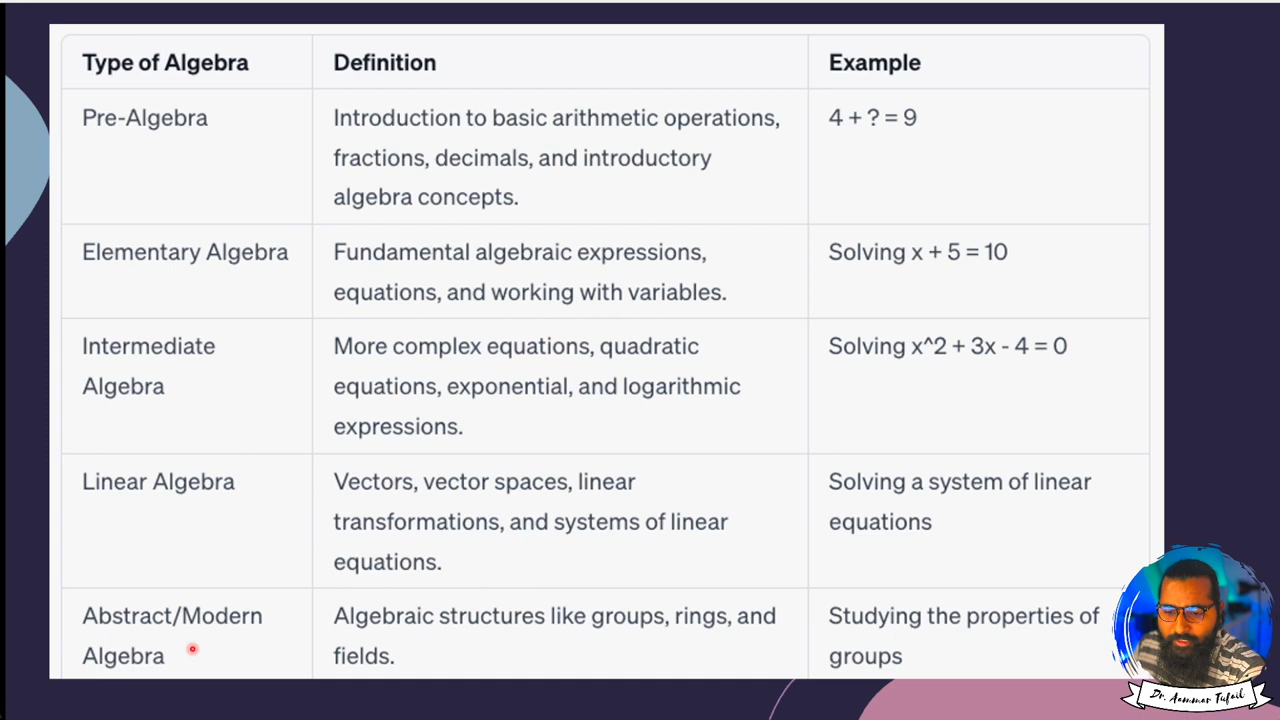 Type of Algebra Definition Example
Pre-Algebra Introduction to basic arithmetic operations, 4 + ? = 9
fractions, decimals, and introductory
algebra concepts.
Elementary Algebra Fundamental algebraic expressions, Solving x + 5 = 10
equations, and working with variables.
Intermediate More complex equations, quadratic Solving x^2 + 3x - 4 = 0
Algebra equations, exponential, and logarithmic
expressions.
Linear Algebra Vectors, vector spaces, linear Solving a system of linear
transformations, and systems of linear equations
equations.
Abstract/Modern Algebraic structures like groups, rings, and Studying the properties of
Algebra fields. groups
Dr. Aammar Tufail